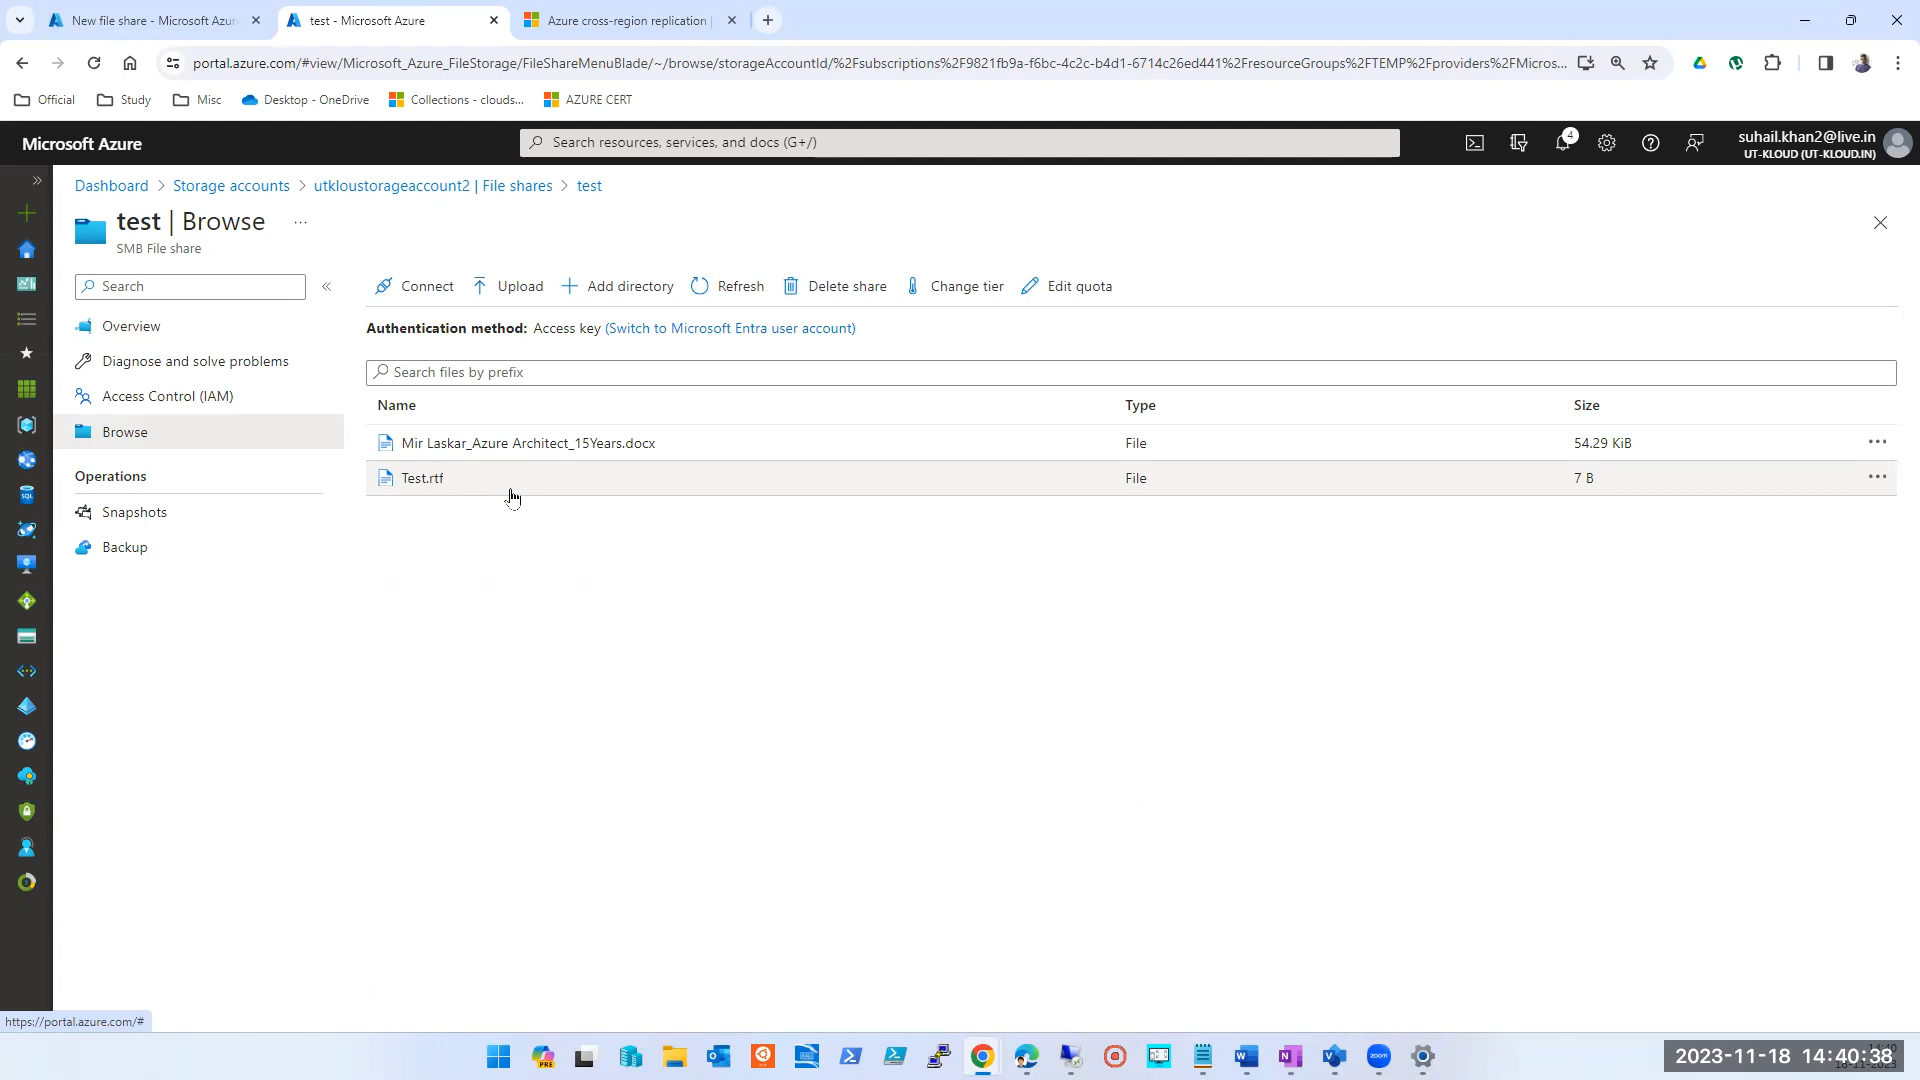 New file share - Microsoft Azur
test - Microsoft Azure
Azure cross-region replication
portal.azure.com/#view/Microsoft_Azure_FileStorage/FileShareMenuBlade/~/browse/storageAccountId/%2Fsubscriptions%2F9821fb9a-f6bc-4c2c-b4d1-6714c26ed441%2FresourceGroups%2FTEMP%2Fproviders%2FMicros...
Official
Study
Misc
Desktop - OneDrive
Collections - clouds...
AZURE CERT
Microsoft Azure
Search resources, services, and docs (G+/)
4
suhail.khan2@live.in
UT-KLOUD (UT-KLOUD.IN)
Dashboard > Storage accounts > utkloustorageaccount2 | File shares > test
test | Browse ...
SMB File share
Search
Connect
Upload
Add directory
Refresh
Delete share
Change tier
Edit quota
Overview
Diagnose and solve problems
Access Control (IAM)
Browse
Operations
Snapshots
Backup
Authentication method: Access key (Switch to Microsoft Entra user account)
Search files by prefix
Name Type Size
Mir Laskar_Azure Architect_15Years.docx File 54.29 KiB
Test.rtf File 7 B
https://portal.azure.com/#
2023-11-18 14:40:38